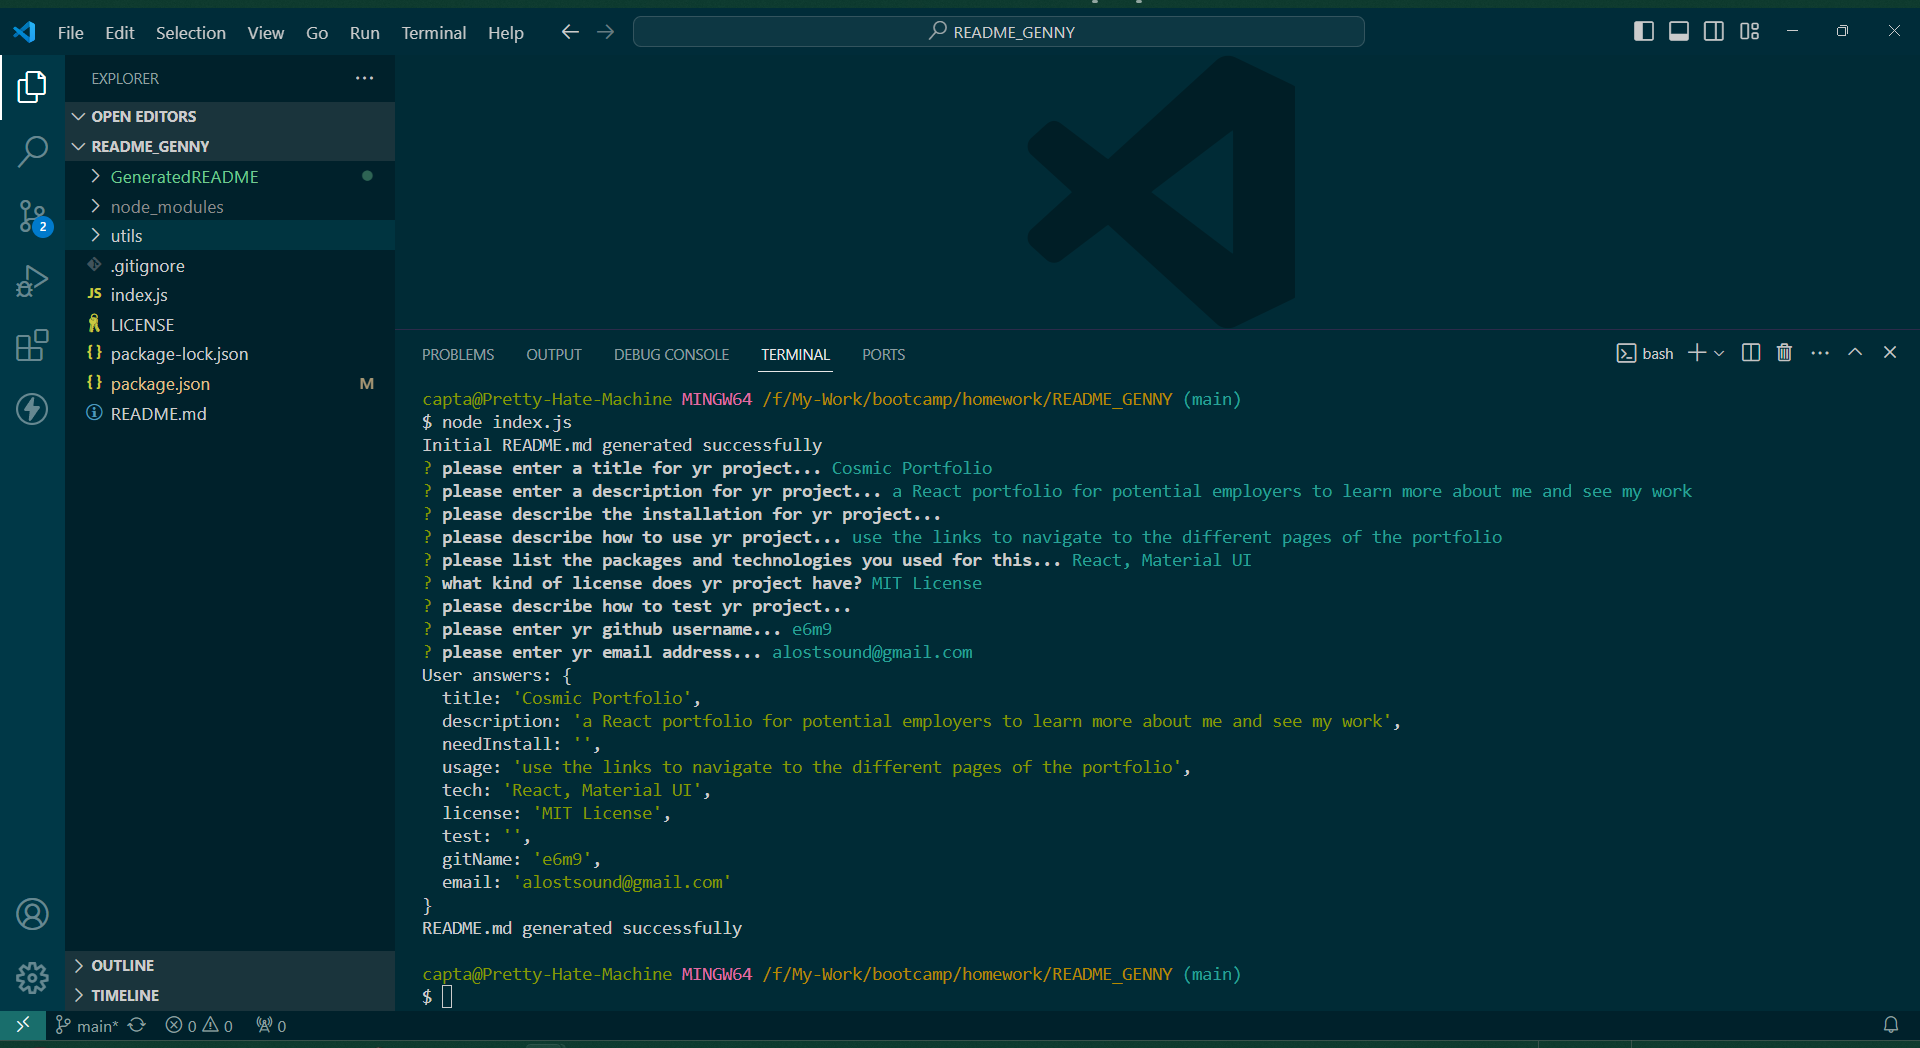 File Edit Selection View Go Run Terminal Help
README_GENNY
EXPLORER
OPEN EDITORS
README_GENNY
GeneratedREADME
node_modules
utils
.gitignore
JS index.js
LICENSE
{} package-lock.json
{} package.json M
README.md
2
OUTLINE
TIMELINE
PROBLEMS OUTPUT DEBUG CONSOLE TERMINAL PORTS
bash
capta@Pretty-Hate-Machine MINGW64 /f/My-Work/bootcamp/homework/README_GENNY (main)
$ node index.js
Initial README.md generated successfully
? please enter a title for yr project... Cosmic Portfolio
? please enter a description for yr project... a React portfolio for potential employers to learn more about me and see my work
? please describe the installation for yr project...
? please describe how to use yr project... use the links to navigate to the different pages of the portfolio
? please list the packages and technologies you used for this... React, Material UI
? what kind of license does yr project have? MIT License
? please describe how to test yr project...
? please enter yr github username... e6m9
? please enter yr email address... alostsound@gmail.com
User answers: {
  title: 'Cosmic Portfolio',
  description: 'a React portfolio for potential employers to learn more about me and see my work',
  needInstall: '',
  usage: 'use the links to navigate to the different pages of the portfolio',
  tech: 'React, Material UI',
  license: 'MIT License',
  test: '',
  gitName: 'e6m9',
  email: 'alostsound@gmail.com'
}
README.md generated successfully
capta@Pretty-Hate-Machine MINGW64 /f/My-Work/bootcamp/homework/README_GENNY (main)
$
main* 0 0 0